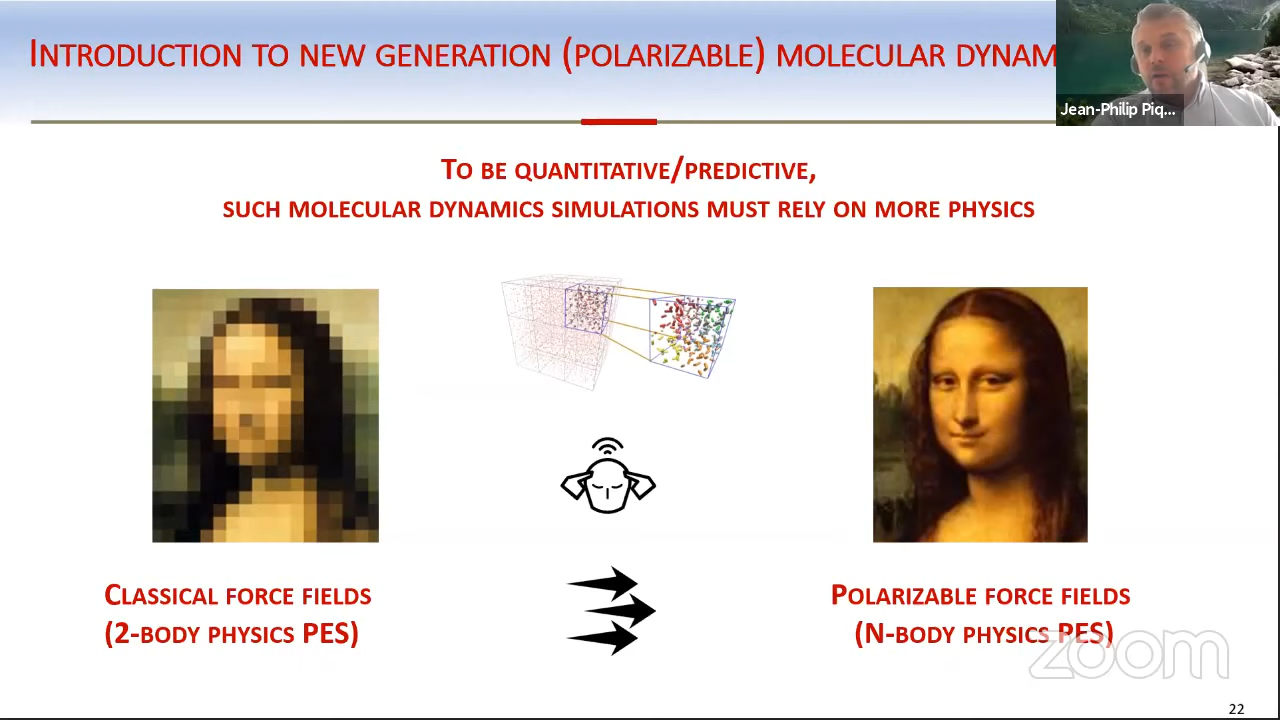 INTRODUCTION TO NEW GENERATION (POLARIZABLE) MOLECULAR DYNAM
Jean-Philip Piq...
TO BE QUANTITATIVE/PREDICTIVE,
SUCH MOLECULAR DYNAMICS SIMULATIONS MUST RELY ON MORE PHYSICS
CLASSICAL FORCE FIELDS
(2-BODY PHYSICS PES)
POLARIZABLE FORCE FIELDS
(N-BODY PHYSICS PES)
zoom
22